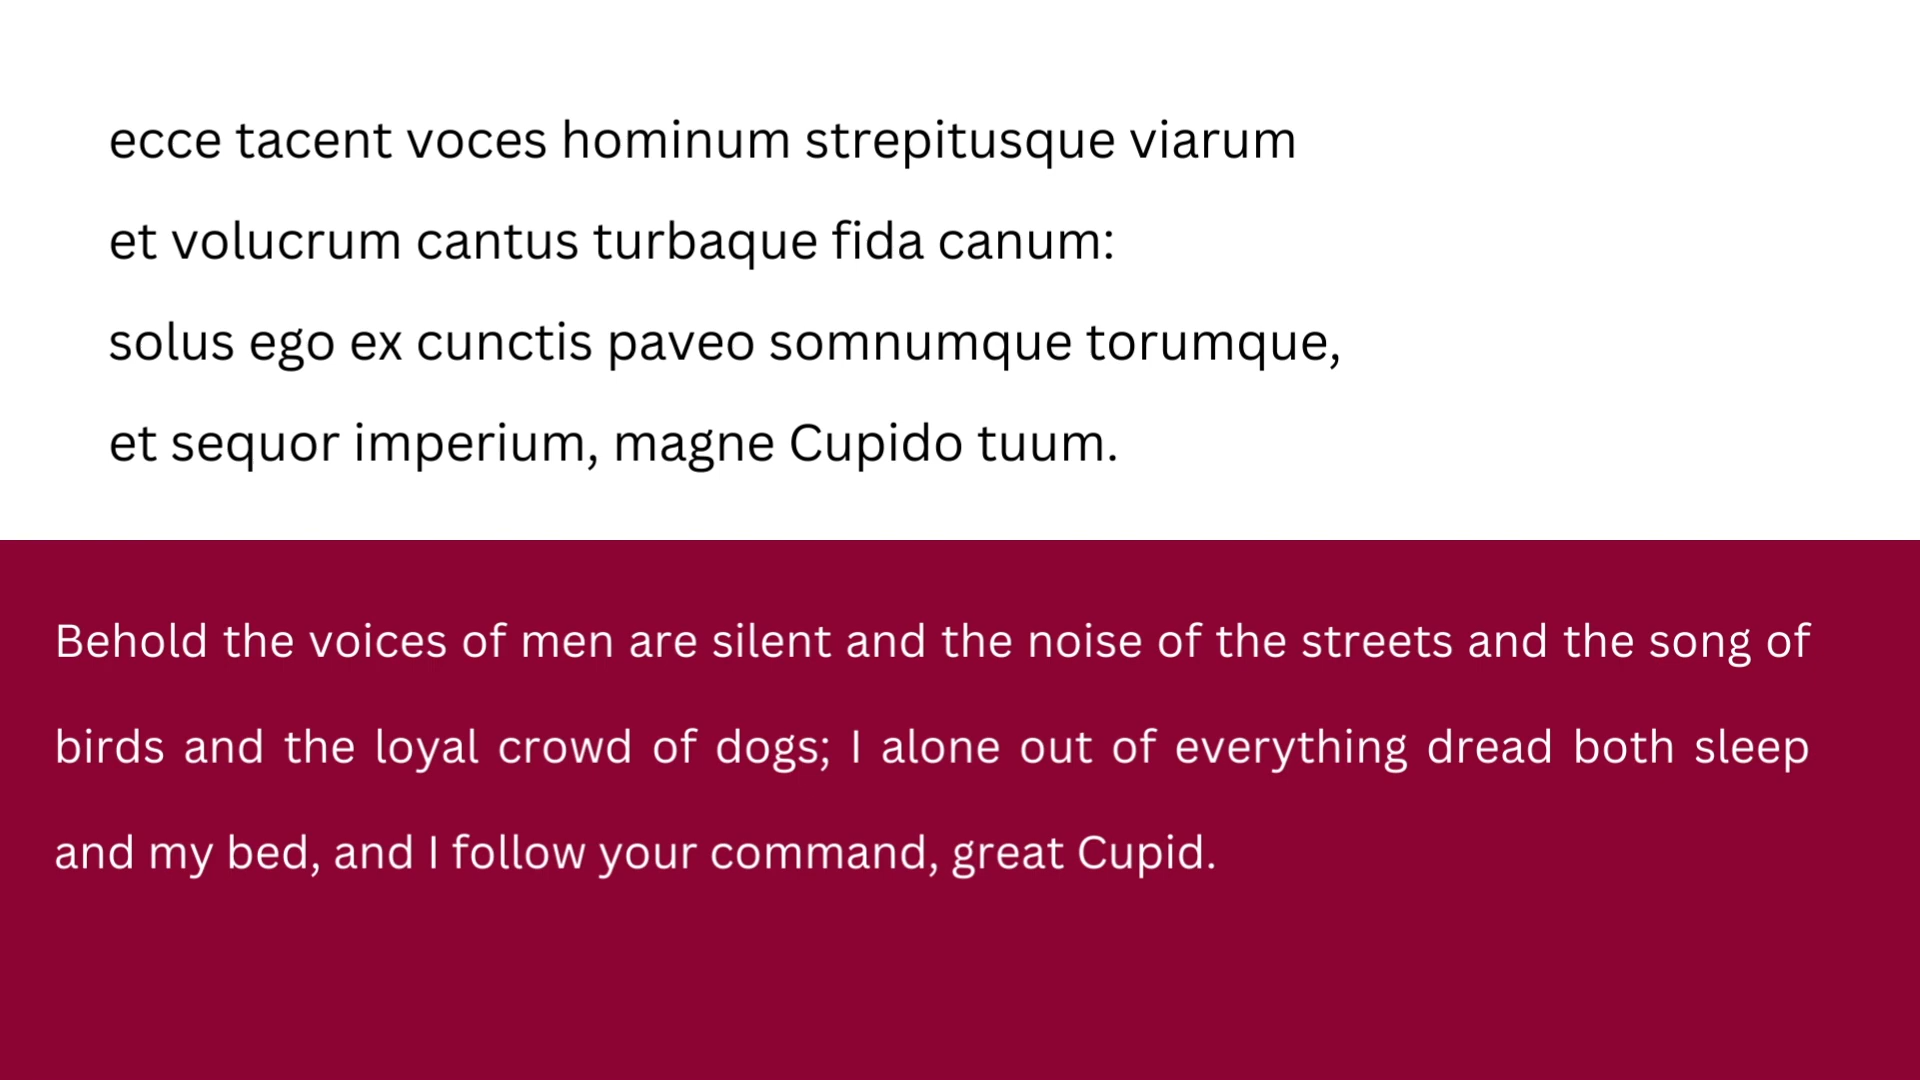 ecce tacent voces hominum strepitusque viarum
et volucrum cantus turbaque fida canum:
solus ego ex cunctis paveo somnumque torumque,
et sequor imperium, magne Cupido tuum.
Behold the voices of men are silent and the noise of the streets and the song of
birds and the loyal crowd of dogs; I alone out of everything dread both sleep
and my bed, and I follow your command, great Cupid.